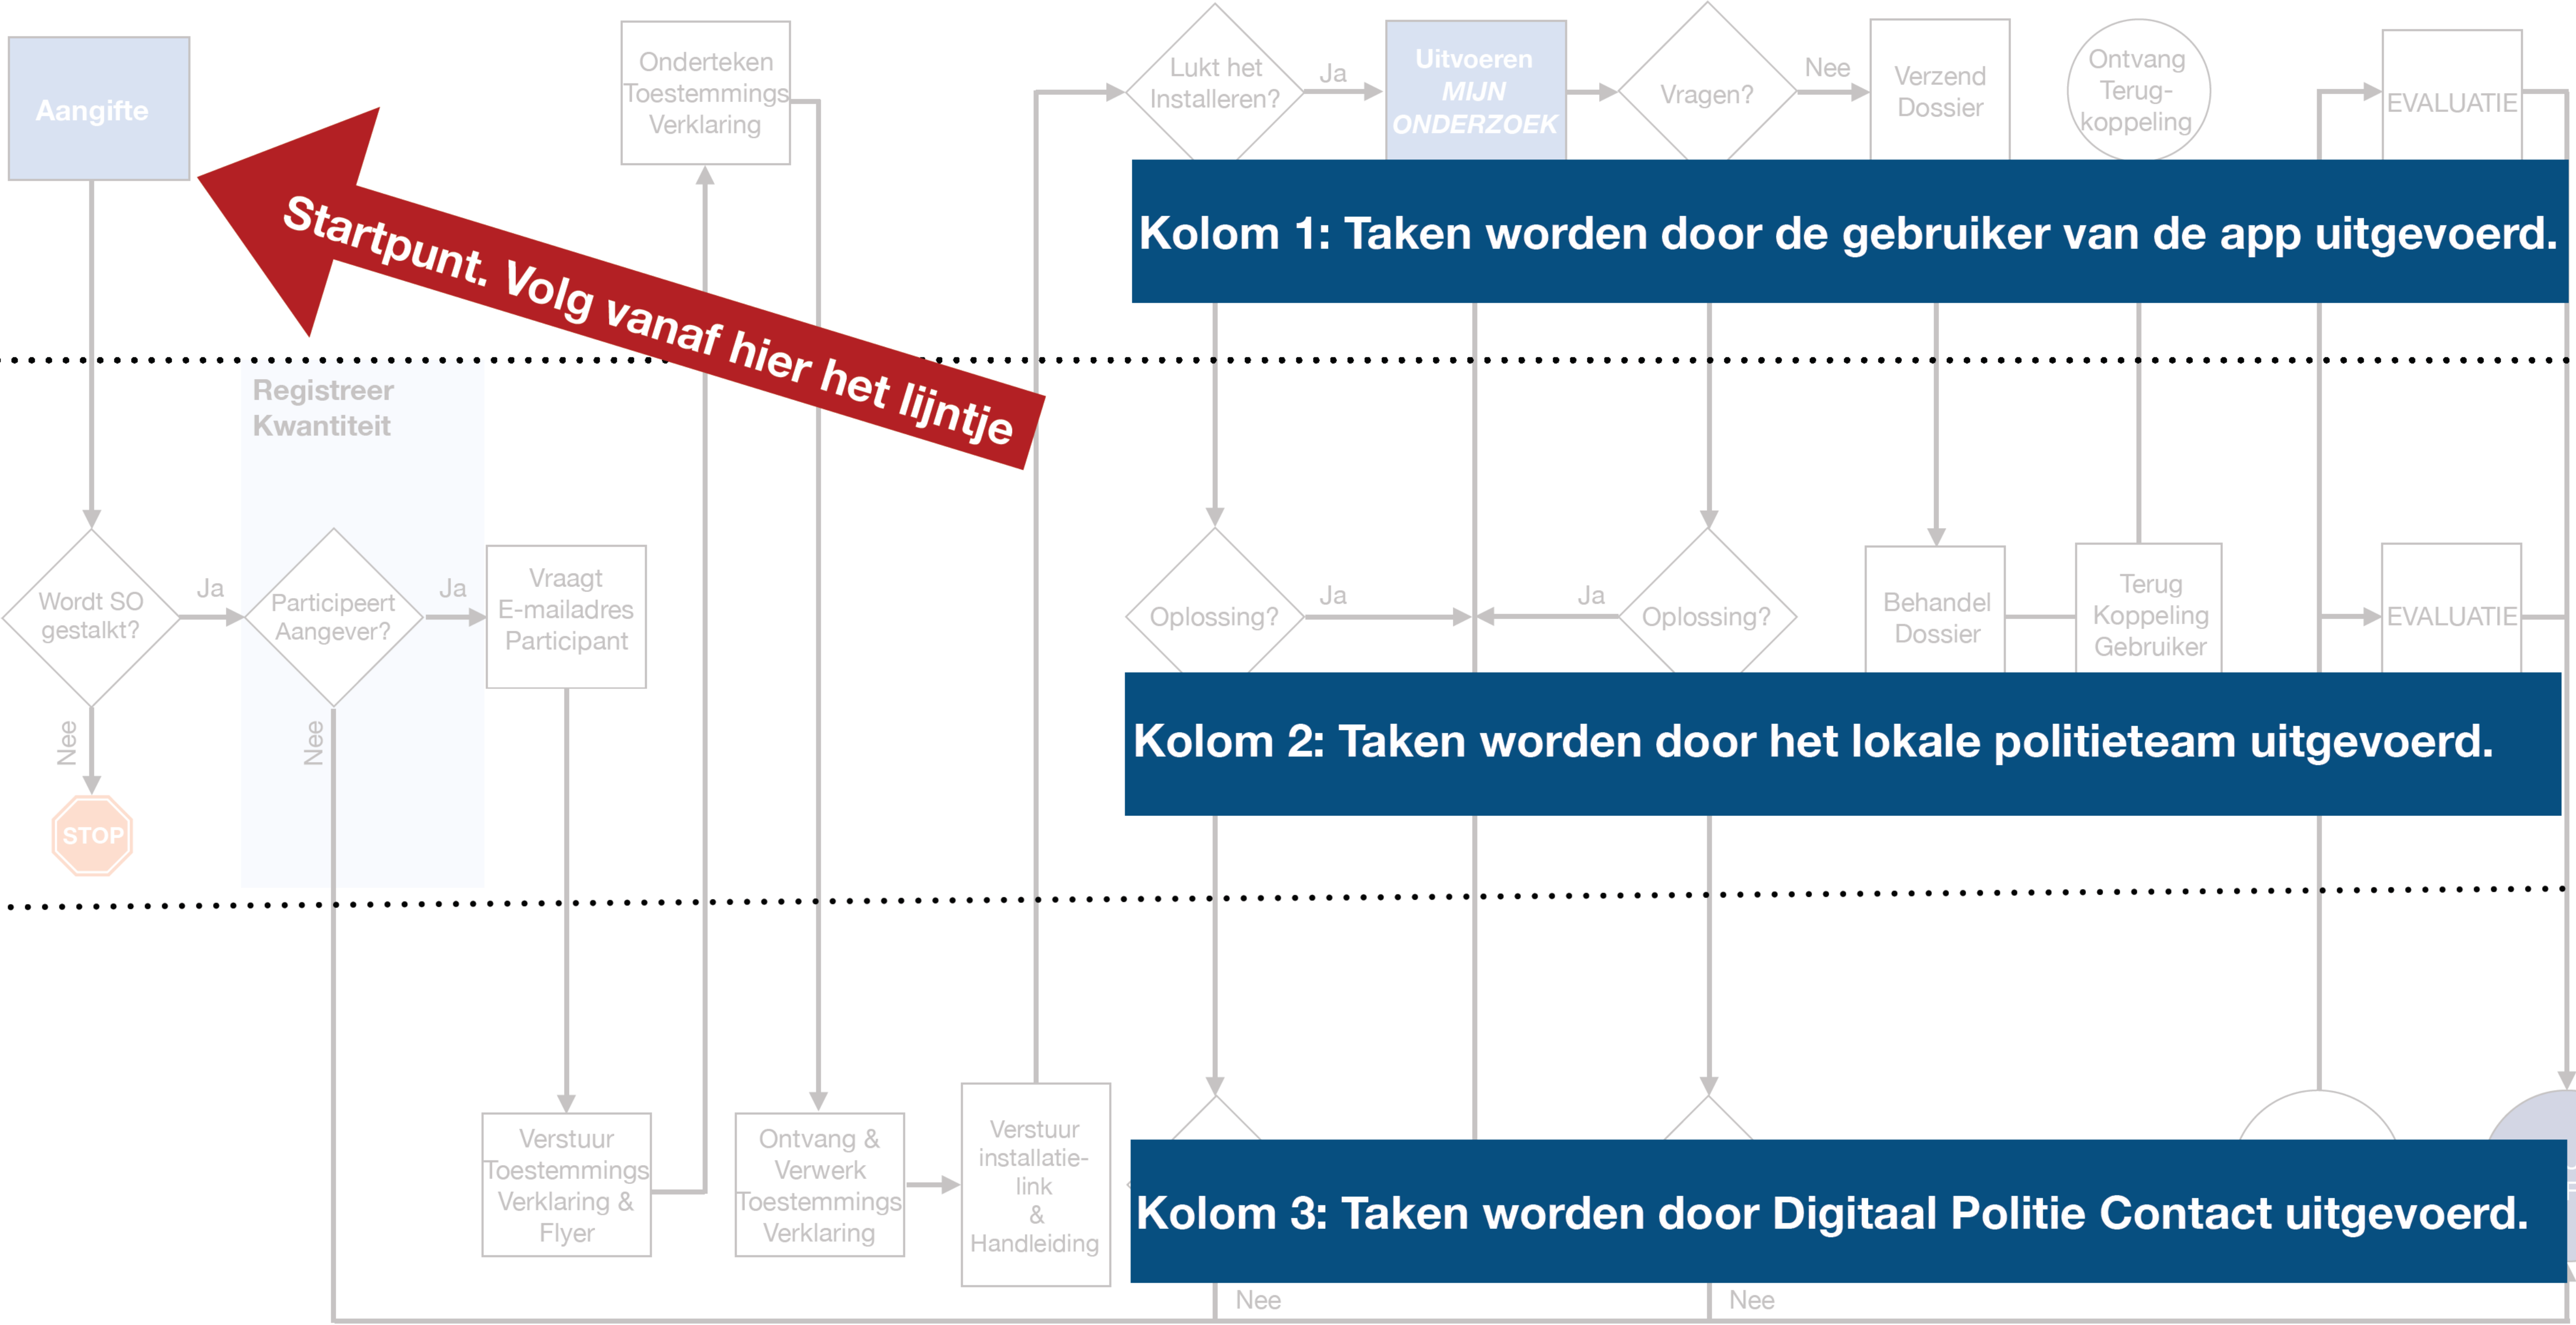 Aangifte
Onderteken
Toestemmings
Verklaring
Lukt het
Installeren?
Ja
Uitvoeren
MIJN
ONDERZOEK
Vragen?
Nee
Verzend
Dossier
Ontvang
Terug-
koppeling
EVALUATIE
Startpunt. Volg vanaf hier het lijntje
Kolom 1: Taken worden door de gebruiker van de app uitgevoerd.
Registreer
Kwantiteit
Wordt SO
gestalkt?
Ja
Participeert
Aangever?
Ja
Vraagt
E-mailadres
Participant
Oplossing?
Ja
Ja
Oplossing?
Behandel
Dossier
Terug
Koppeling
Gebruiker
EVALUATIE
Nee
Nee
STOP
Kolom 2: Taken worden door het lokale politieteam uitgevoerd.
Verstuur
Toestemmings
Verklaring &
Flyer
Ontvang &
Verwerk
Toestemmings
Verklaring
Verstuur
installatie-
link
&
Handleiding
Kolom 3: Taken worden door Digitaal Politie Contact uitgevoerd.
Nee
Nee